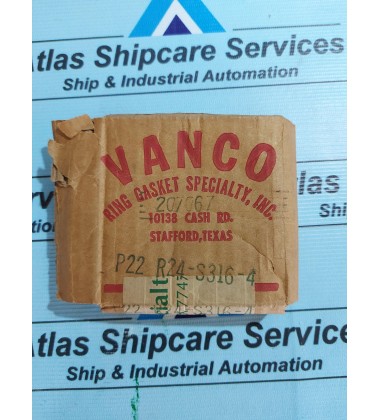 Atlas Shipcare Services
Ship & Industrial Automation
VANCO
RING GASKET SPECIALTY, INC.
207067
10138 CASH RD.
STAFFORD, TEXAS
P22 R24-S316-4
Atlas Shipcare Services
Ship & Industrial Automation